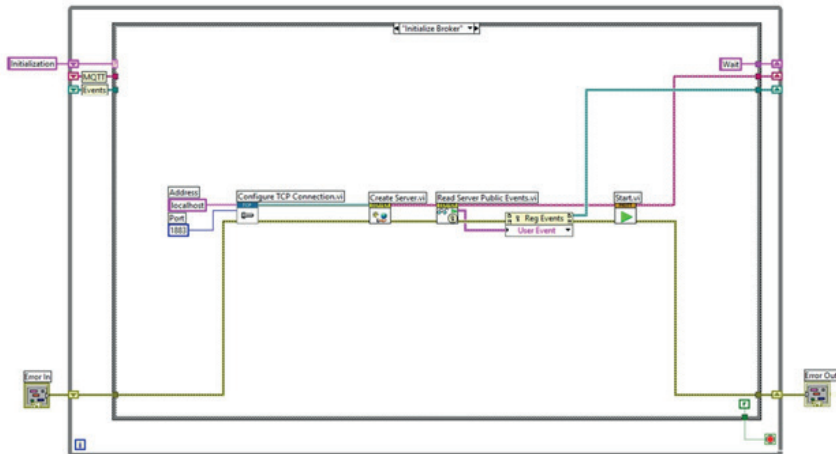 "Initialize Broker"
Initialization
MQTT
Events
Wait
Address
localhost
Port
1883
Configure TCP Connection.vi
TCP
Create Server.vi
Read Server Public Events.vi
Reg Events
User Event
Start.vi
Error In
Error Out
F
i